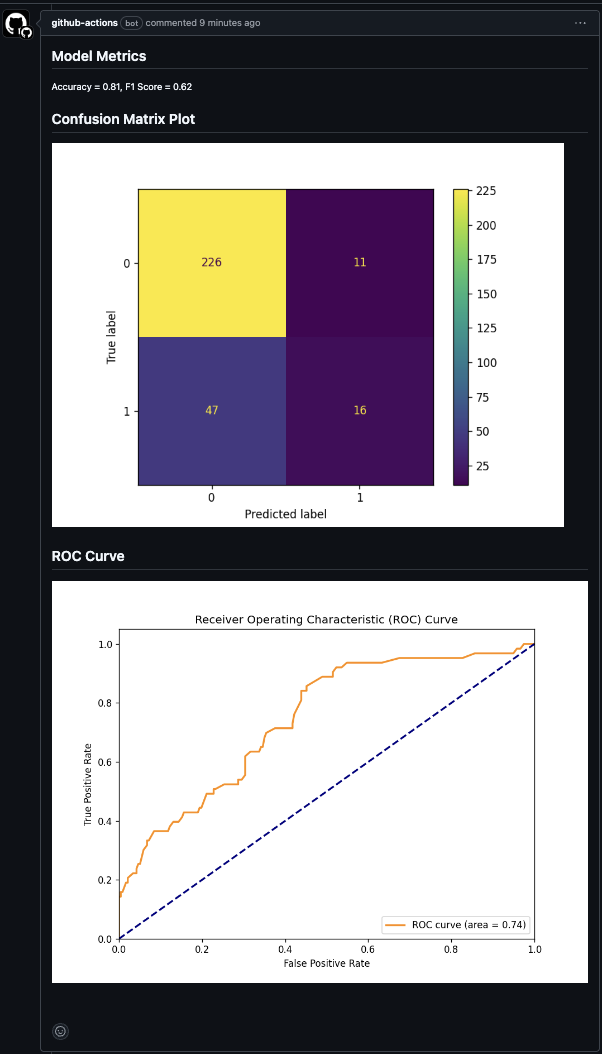 github-actions bot commented 9 minutes ago
Model Metrics
Accuracy = 0.81, F1 Score = 0.62
Confusion Matrix Plot
True label
0
1
226
11
47
16
0
1
Predicted label
225
200
175
150
125
100
75
50
25
ROC Curve
Receiver Operating Characteristic (ROC) Curve
True Positive Rate
1.0
0.8
0.6
0.4
0.2
0.0
ROC curve (area = 0.74)
0.0
0.2
0.4
0.6
0.8
1.0
False Positive Rate